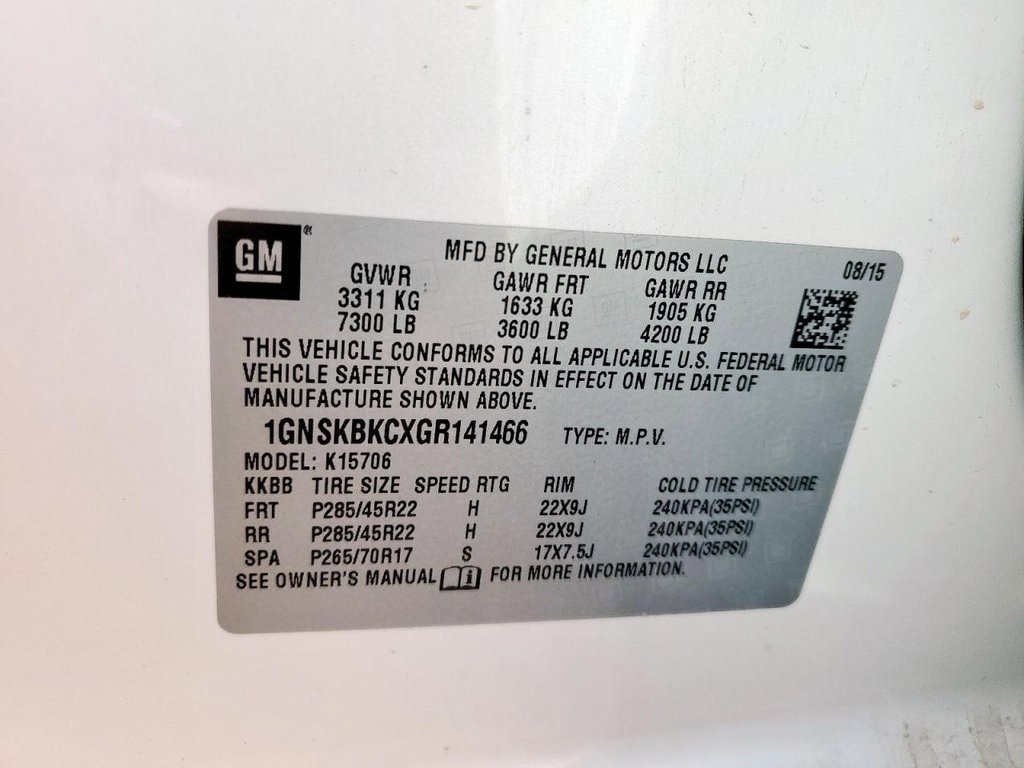 GM
MFD BY GENERAL MOTORS LLC 08/15
GVWR GAWR FRT GAWR RR
3311 KG 1633 KG 1905 KG
7300 LB 3600 LB 4200 LB
THIS VEHICLE CONFORMS TO ALL APPLICABLE U.S. FEDERAL MOTOR
VEHICLE SAFETY STANDARDS IN EFFECT ON THE DATE OF
MANUFACTURE SHOWN ABOVE.
1GNSKBKCXGR141466 TYPE: M.P.V.
MODEL: K15706
KKBB TIRE SIZE SPEED RTG RIM COLD TIRE PRESSURE
FRT P285/45R22 H 22X9J 240KPA(35PSI)
RR P285/45R22 H 22X9J 240KPA(35PSI)
SPA P265/70R17 S 17X7.5J 240KPA(35PSI)
SEE OWNER'S MANUAL i FOR MORE INFORMATION.